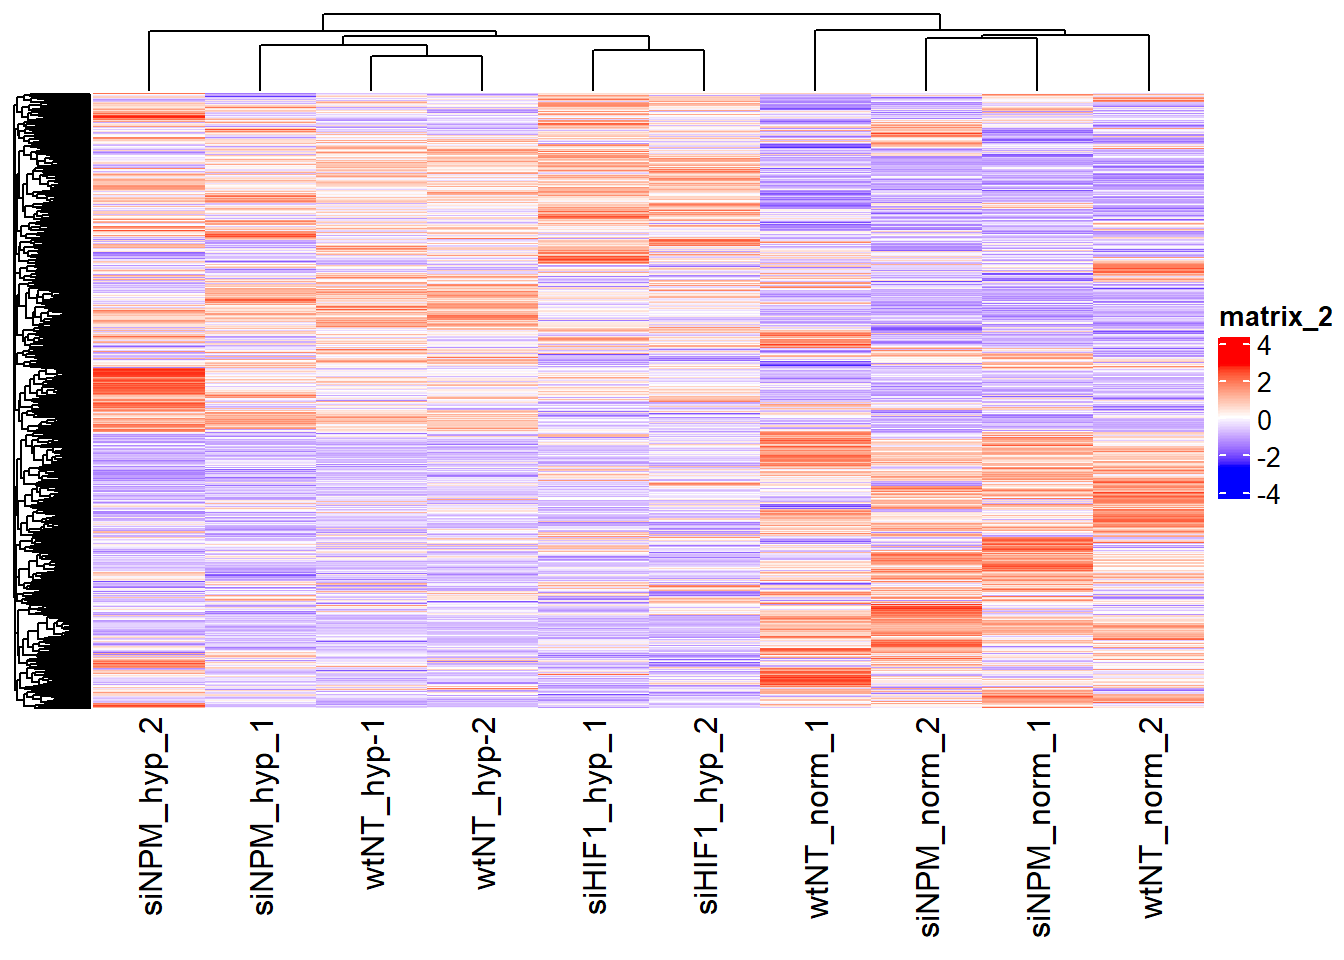 matrix_2
4
2
0
-2
-4
siNPM_hyp_2
siNPM_hyp_1
wtNT_hyp-1
wtNT_hyp-2
siHIF1_hyp_1
siHIF1_hyp_2
wtNT_norm_1
siNPM_norm_2
siNPM_norm_1
wtNT_norm_2